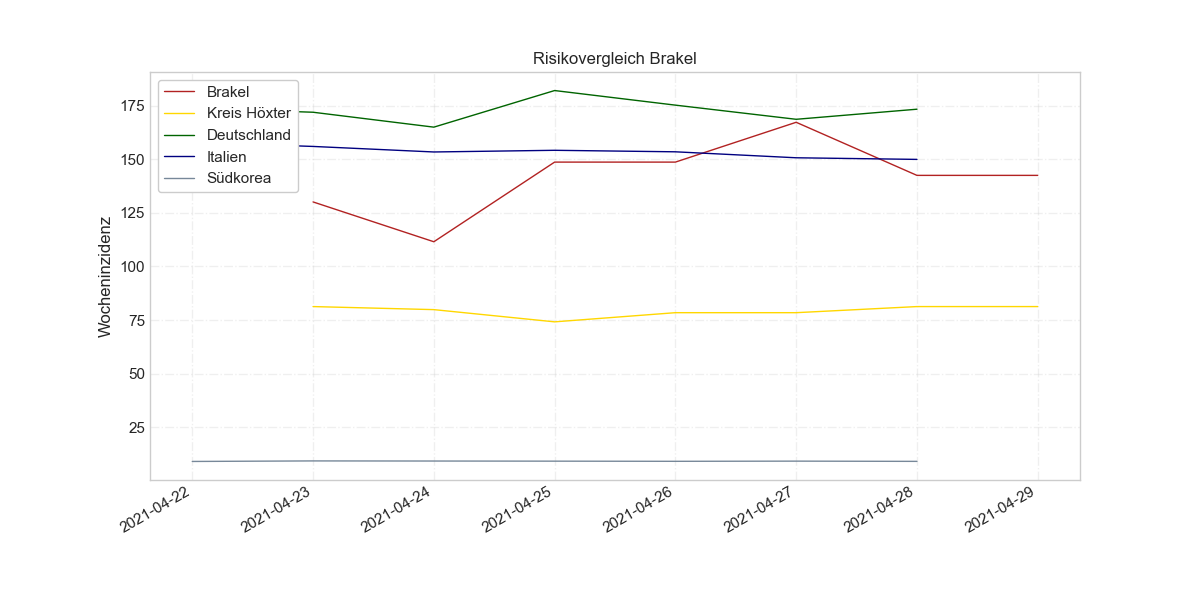 Risikovergleich Brakel
Brakel
Kreis Höxter
Deutschland
Italien
Südkorea
Wocheninzidenz
175
150
125
100
75
50
25
2021-04-22
2021-04-23
2021-04-24
2021-04-25
2021-04-26
2021-04-27
2021-04-28
2021-04-29